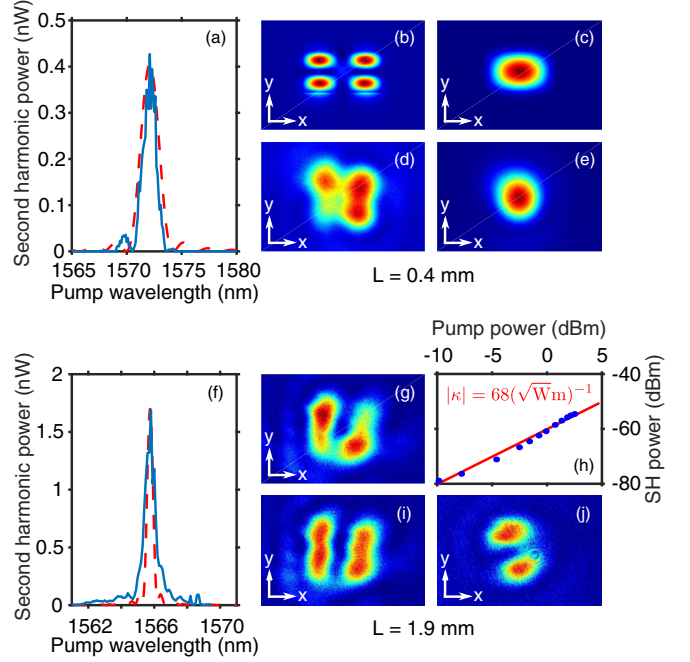 Second harmonic power (nW)
0.5
0.4
0.3
0.2
0.1
0
(a)
1565 1570 1575 1580
Pump wavelength (nm)
(b)
y
x
(c)
y
x
(d)
y
x
(e)
y
x
L = 0.4 mm
Second harmonic power (nW)
2
1.5
1
0.5
0
(f)
1562 1566 1570
Pump wavelength (nm)
(g)
y
x
Pump power (dBm)
-10 -5 0 5
|κ| = 68(√Wm)⁻¹
(h)
-40
-60
-80
SH power (dBm)
(i)
y
x
(j)
y
x
L = 1.9 mm